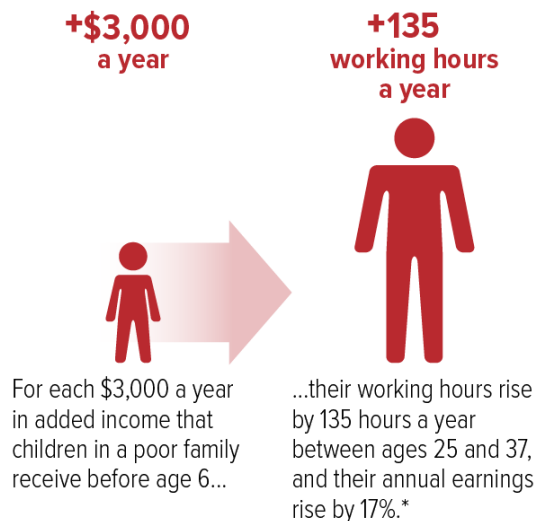 +$3,000
a year
+135
working hours
a year
For each $3,000 a year
in added income that
children in a poor family
receive before age 6...
...their working hours rise
by 135 hours a year
between ages 25 and 37,
and their annual earnings
rise by 17%.*